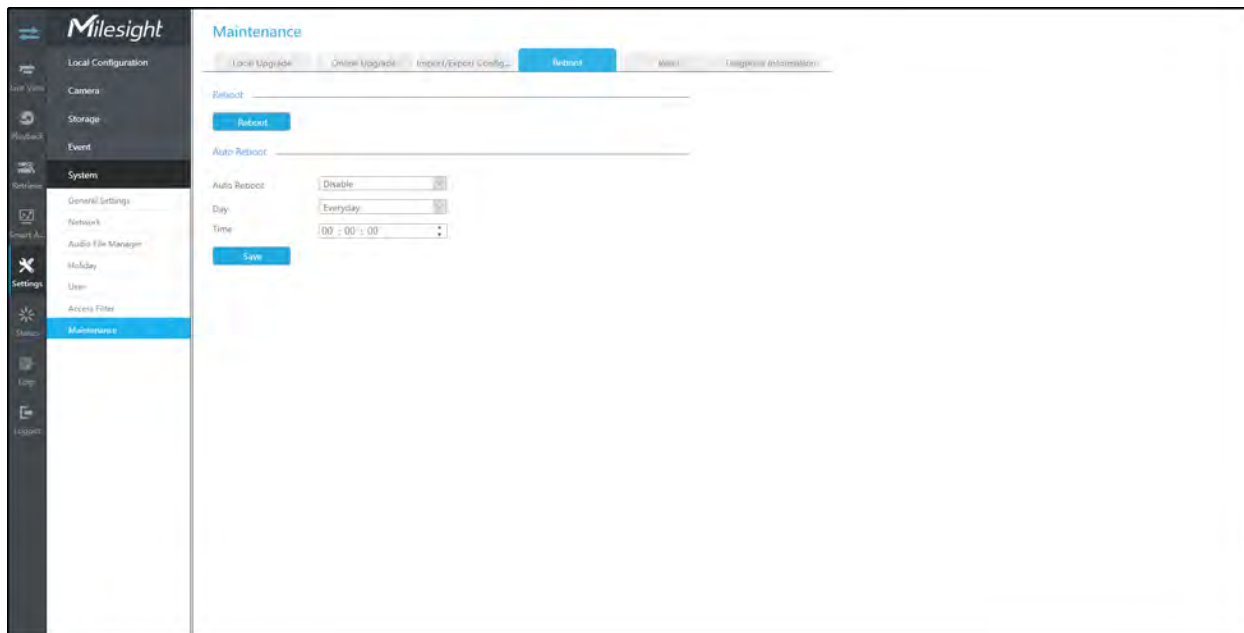 Milesight
Live View
Playback
Retrieve
Smart A...
Settings
Status
Logs
Logout
Local Configuration
Camera
Storage
Event
System
General Settings
Network
Audio File Manager
Holiday
User
Access Filter
Maintenance
Maintenance
Local Upgrade Online Upgrade Import/Export Config... Reboot Reset Diagnose Information
Reboot
Reboot
Auto Reboot
Auto Reboot Disable
Day Everyday
Time 00 : 00 : 00
Save